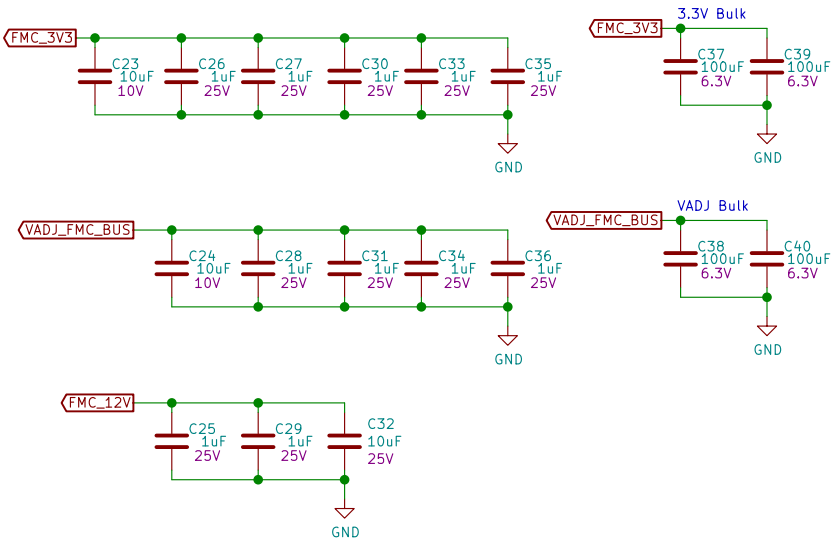 3.3V Bulk
FMC_3V3
FMC_3V3
C23 10uF 10V
C26 1uF 25V
C27 1uF 25V
C30 1uF 25V
C33 1uF 25V
C35 1uF 25V
C37 100uF 6.3V
C39 100uF 6.3V
GND
GND
VADJ Bulk
VADJ_FMC_BUS
VADJ_FMC_BUS
C24 10uF 10V
C28 1uF 25V
C31 1uF 25V
C34 1uF 25V
C36 1uF 25V
C38 100uF 6.3V
C40 100uF 6.3V
GND
GND
FMC_12V
C25 1uF 25V
C29 1uF 25V
C32 10uF 25V
GND